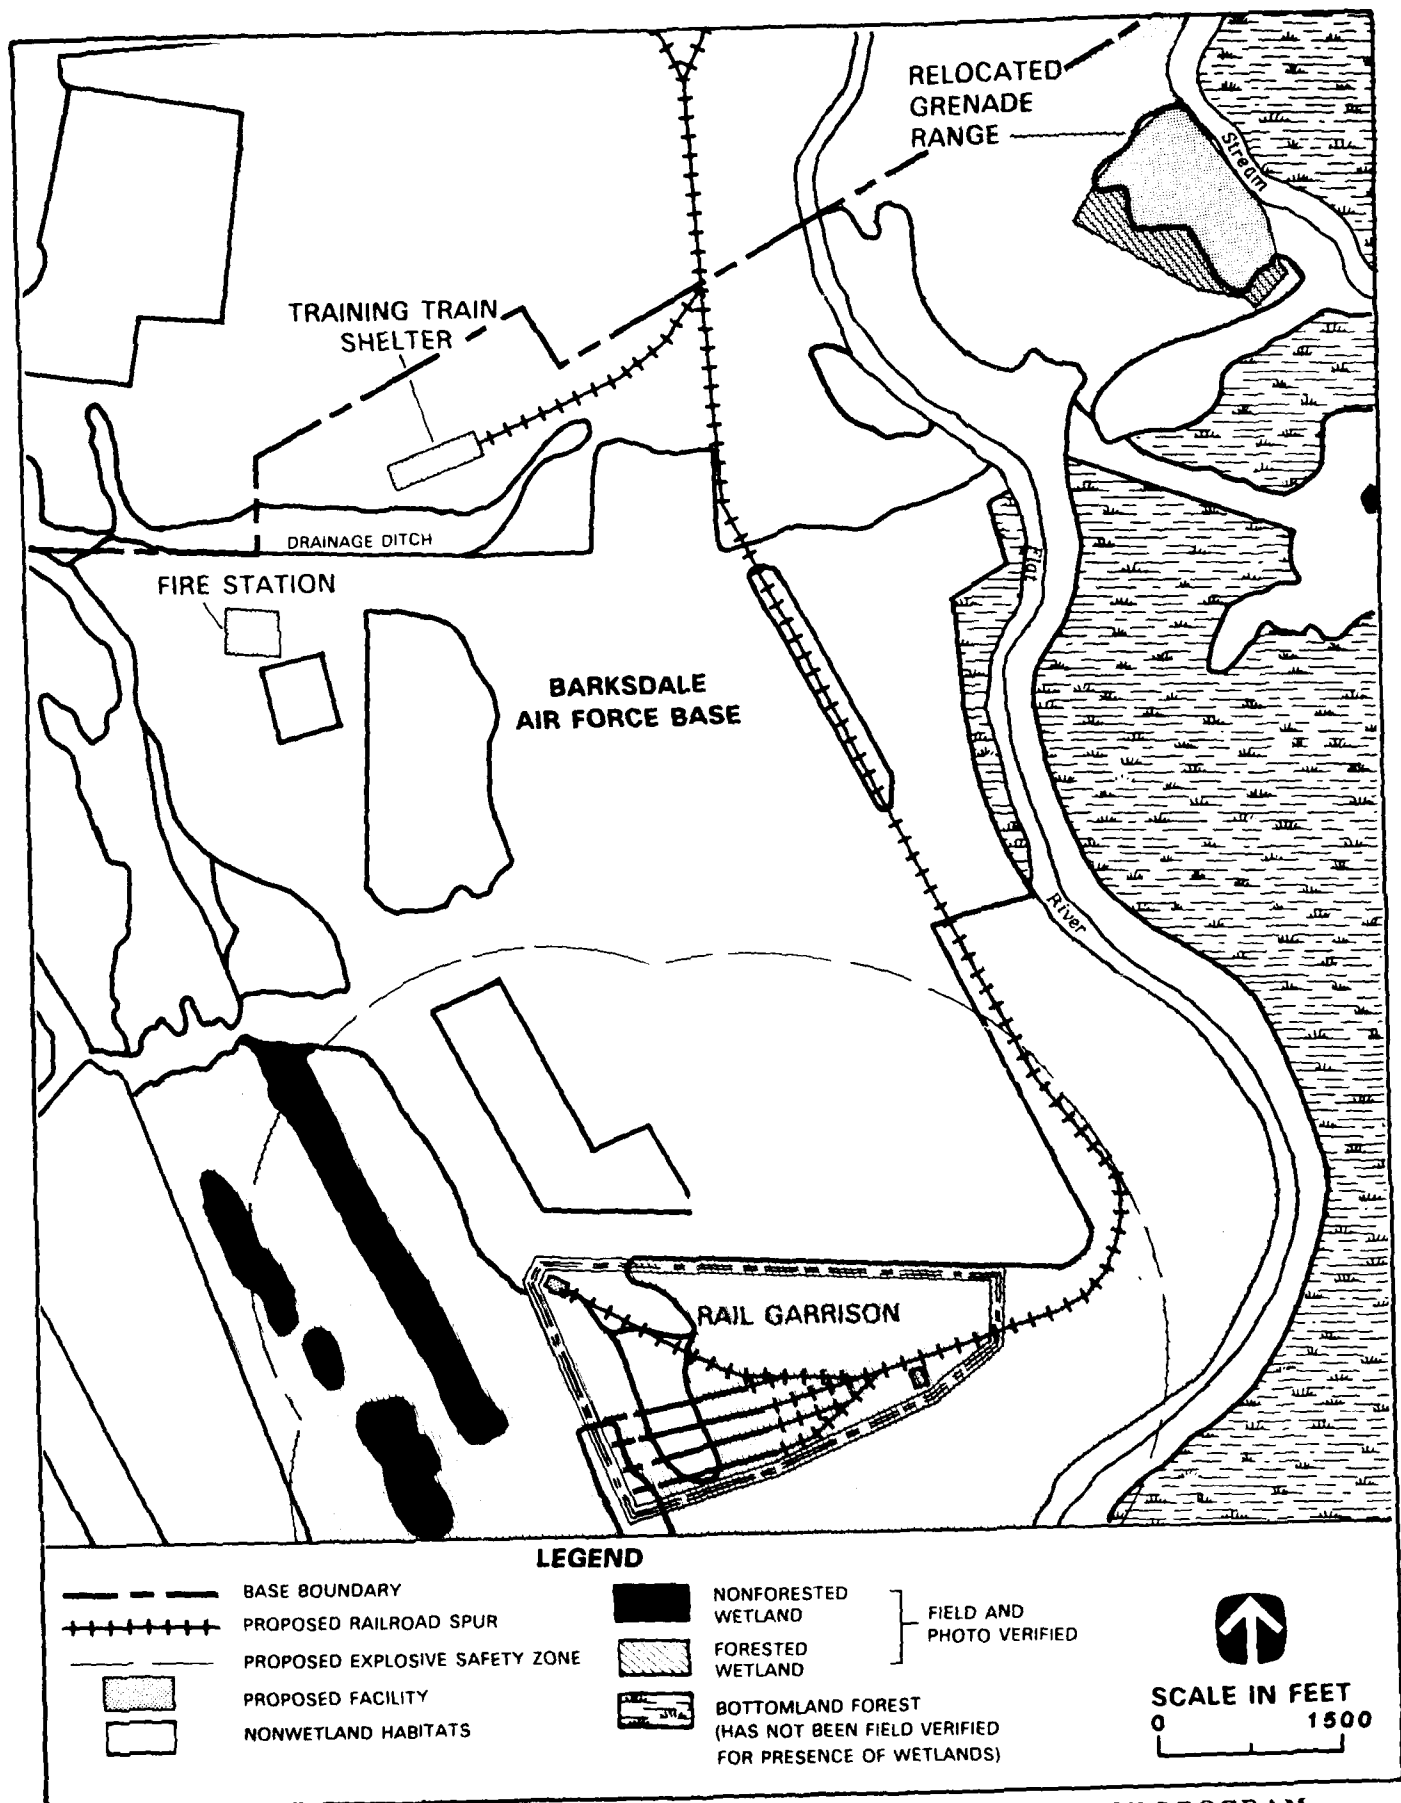 RELOCATED
GRENADE
RANGE
Stream
TRAINING TRAIN
SHELTER
DRAINAGE DITCH
FIRE STATION
Flat
BARKSDALE
AIR FORCE BASE
River
RAIL GARRISON
LEGEND
BASE BOUNDARY
PROPOSED RAILROAD SPUR
PROPOSED EXPLOSIVE SAFETY ZONE
PROPOSED FACILITY
NONWETLAND HABITATS
NONFORESTED
WETLAND
FORESTED
WETLAND
FIELD AND
PHOTO VERIFIED
BOTTOMLAND FOREST
(HAS NOT BEEN FIELD VERIFIED
FOR PRESENCE OF WETLANDS)
SCALE IN FEET
0 1500